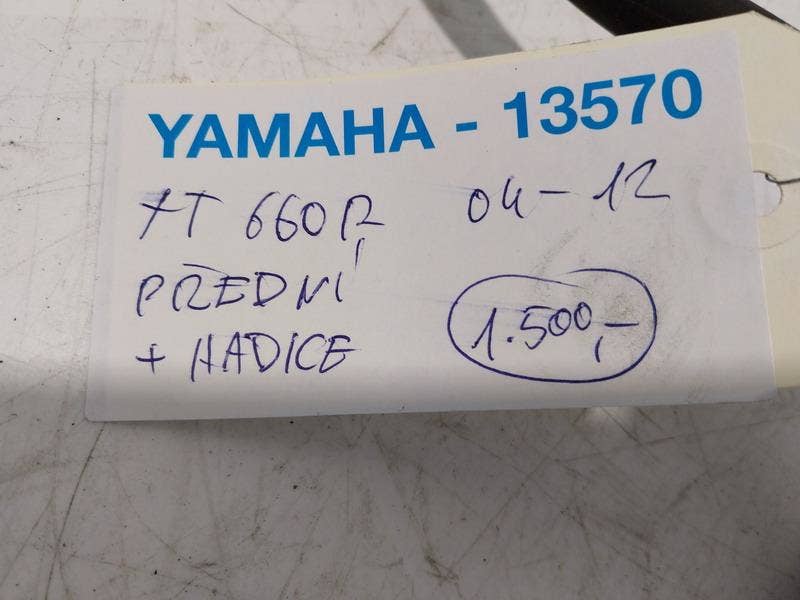 YAMAHA - 13570
XT 660R 04-12
PŘEDNÍ
+ HADICE 1.500,-